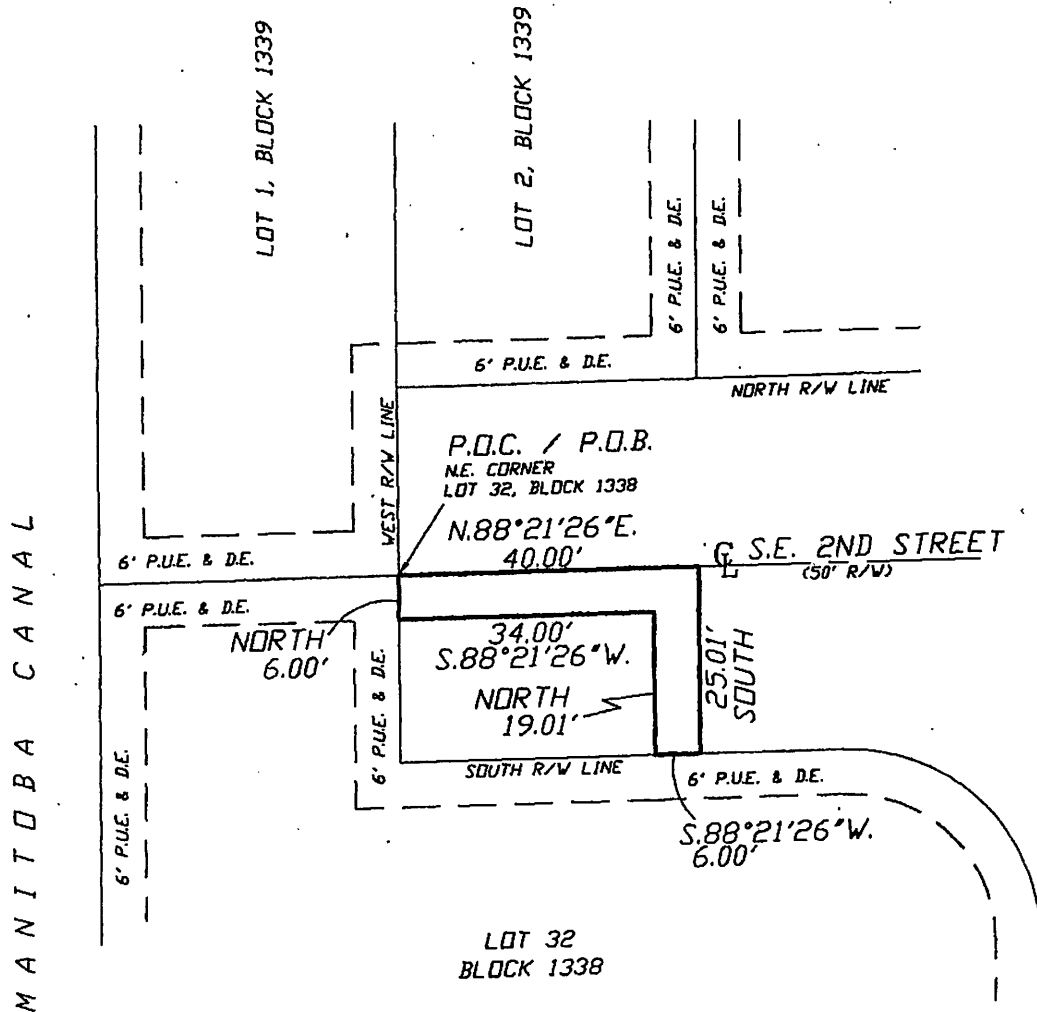 LOT 1, BLOCK 1339
LOT 2, BLOCK 1339
6' P.U.E. & D.E.
6' P.U.E. & D.E.
6' P.U.E. & D.E.
NORTH R/W LINE
WEST R/W LINE
P.O.C. / P.O.B.
N.E. CORNER
LOT 32, BLOCK 1338
N.88°21'26"E.
40.00'
℄ S.E. 2ND STREET
(50' R/W)
6' P.U.E. & D.E.
6' P.U.E. & D.E.
NORTH
6.00'
34.00'
S.88°21'26"W.
25.01'
SOUTH
NORTH
19.01'
6' P.U.E. & D.E.
SOUTH R/W LINE
6' P.U.E. & D.E.
6' P.U.E. & D.E.
S.88°21'26"W.
6.00'
MANITOBA CANAL
LOT 32
BLOCK 1338